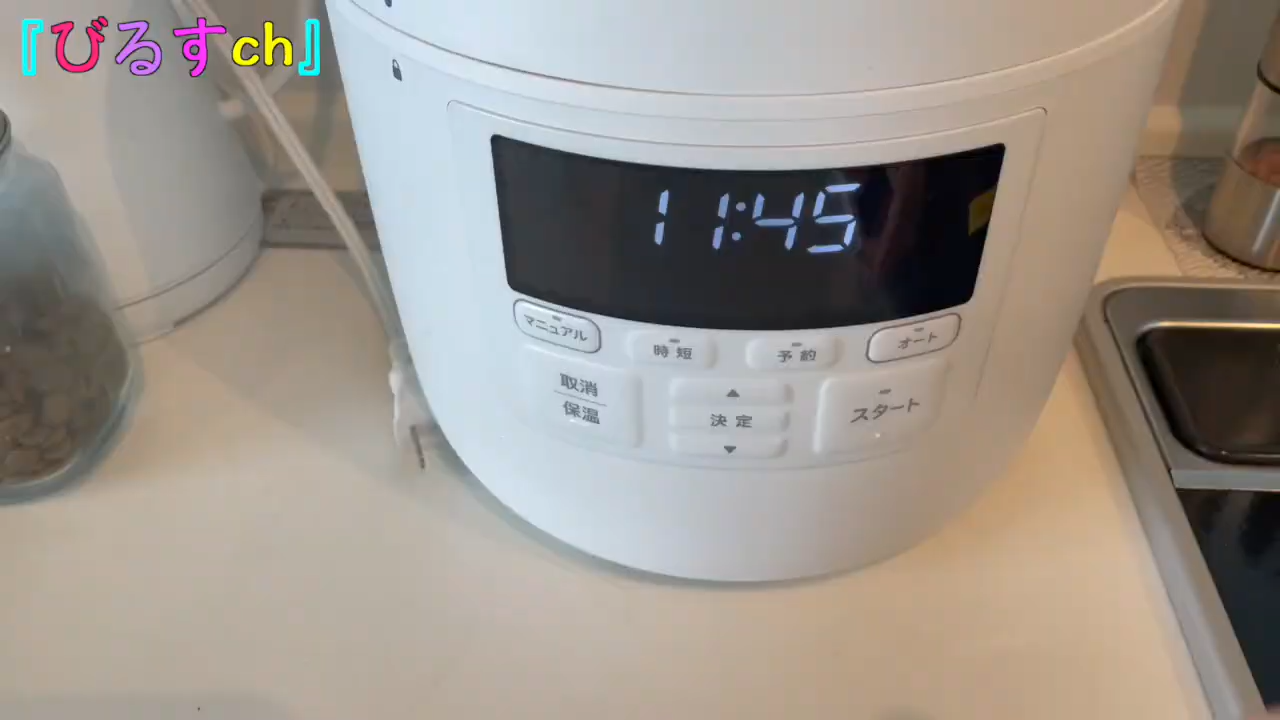 『びるすch』
11:45
マニュアル
時短
予約
オート
取消
保温
決定
スタート